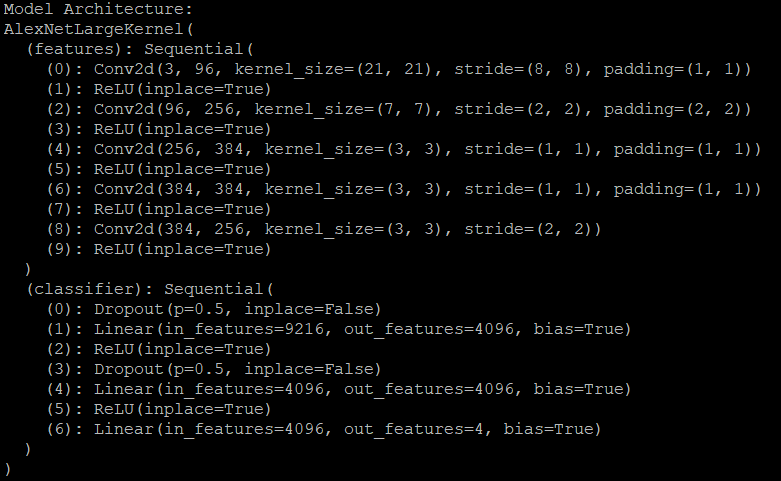 Model Architecture:
AlexNetLargeKernel(
  (features): Sequential(
    (0): Conv2d(3, 96, kernel_size=(21, 21), stride=(8, 8), padding=(1, 1))
    (1): ReLU(inplace=True)
    (2): Conv2d(96, 256, kernel_size=(7, 7), stride=(2, 2), padding=(2, 2))
    (3): ReLU(inplace=True)
    (4): Conv2d(256, 384, kernel_size=(3, 3), stride=(1, 1), padding=(1, 1))
    (5): ReLU(inplace=True)
    (6): Conv2d(384, 384, kernel_size=(3, 3), stride=(1, 1), padding=(1, 1))
    (7): ReLU(inplace=True)
    (8): Conv2d(384, 256, kernel_size=(3, 3), stride=(2, 2))
    (9): ReLU(inplace=True)
  )
  (classifier): Sequential(
    (0): Dropout(p=0.5, inplace=False)
    (1): Linear(in_features=9216, out_features=4096, bias=True)
    (2): ReLU(inplace=True)
    (3): Dropout(p=0.5, inplace=False)
    (4): Linear(in_features=4096, out_features=4096, bias=True)
    (5): ReLU(inplace=True)
    (6): Linear(in_features=4096, out_features=4, bias=True)
  )
)